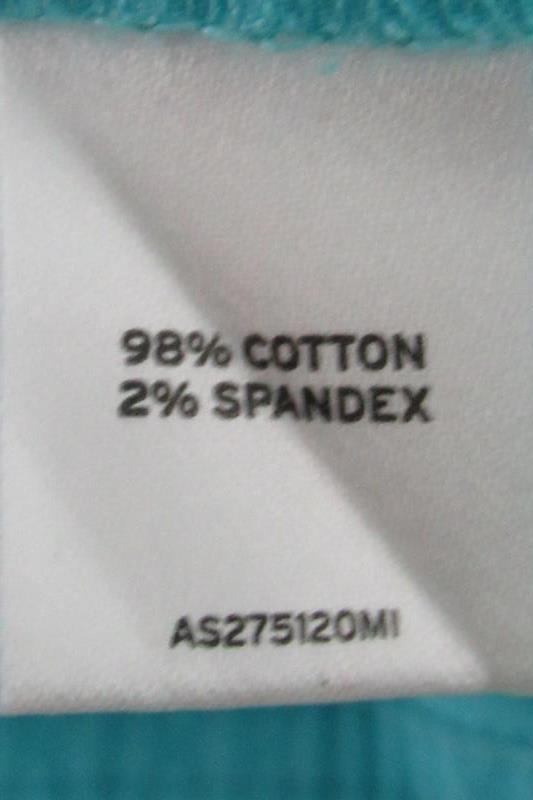 98% COTTON
2% SPANDEX
AS275120MI